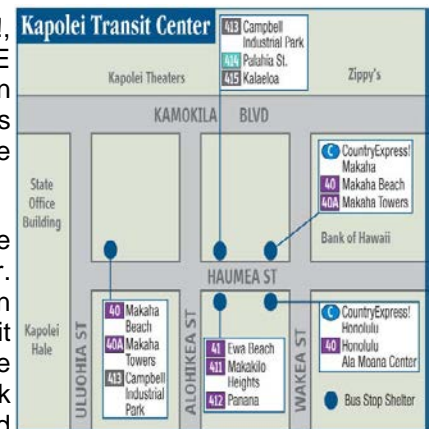 !,
E
n
s
e
e
r.
n
it
e
k
d
Kapolei Transit Center
413 Campbell
Industrial Park
414 Palahia St.
415 Kalaeloa
Kapolei Theaters
Zippy's
KAMOKILA BLVD
State
Office
Building
C CountryExpress!
Makaha
40 Makaha Beach
40A Makaha Towers
Bank of Hawaii
HAUMEA ST
Kapolei
Hale
ULUOHIA ST
40 Makaha
Beach
40A Makaha
Towers
413 Campbell
Industrial
Park
ALOHIKEA ST
41 Ewa Beach
411 Makakilo
Heights
412 Panana
WAKEA ST
C CountryExpress!
Honolulu
40 Honolulu
Ala Moana Center
Bus Stop Shelter